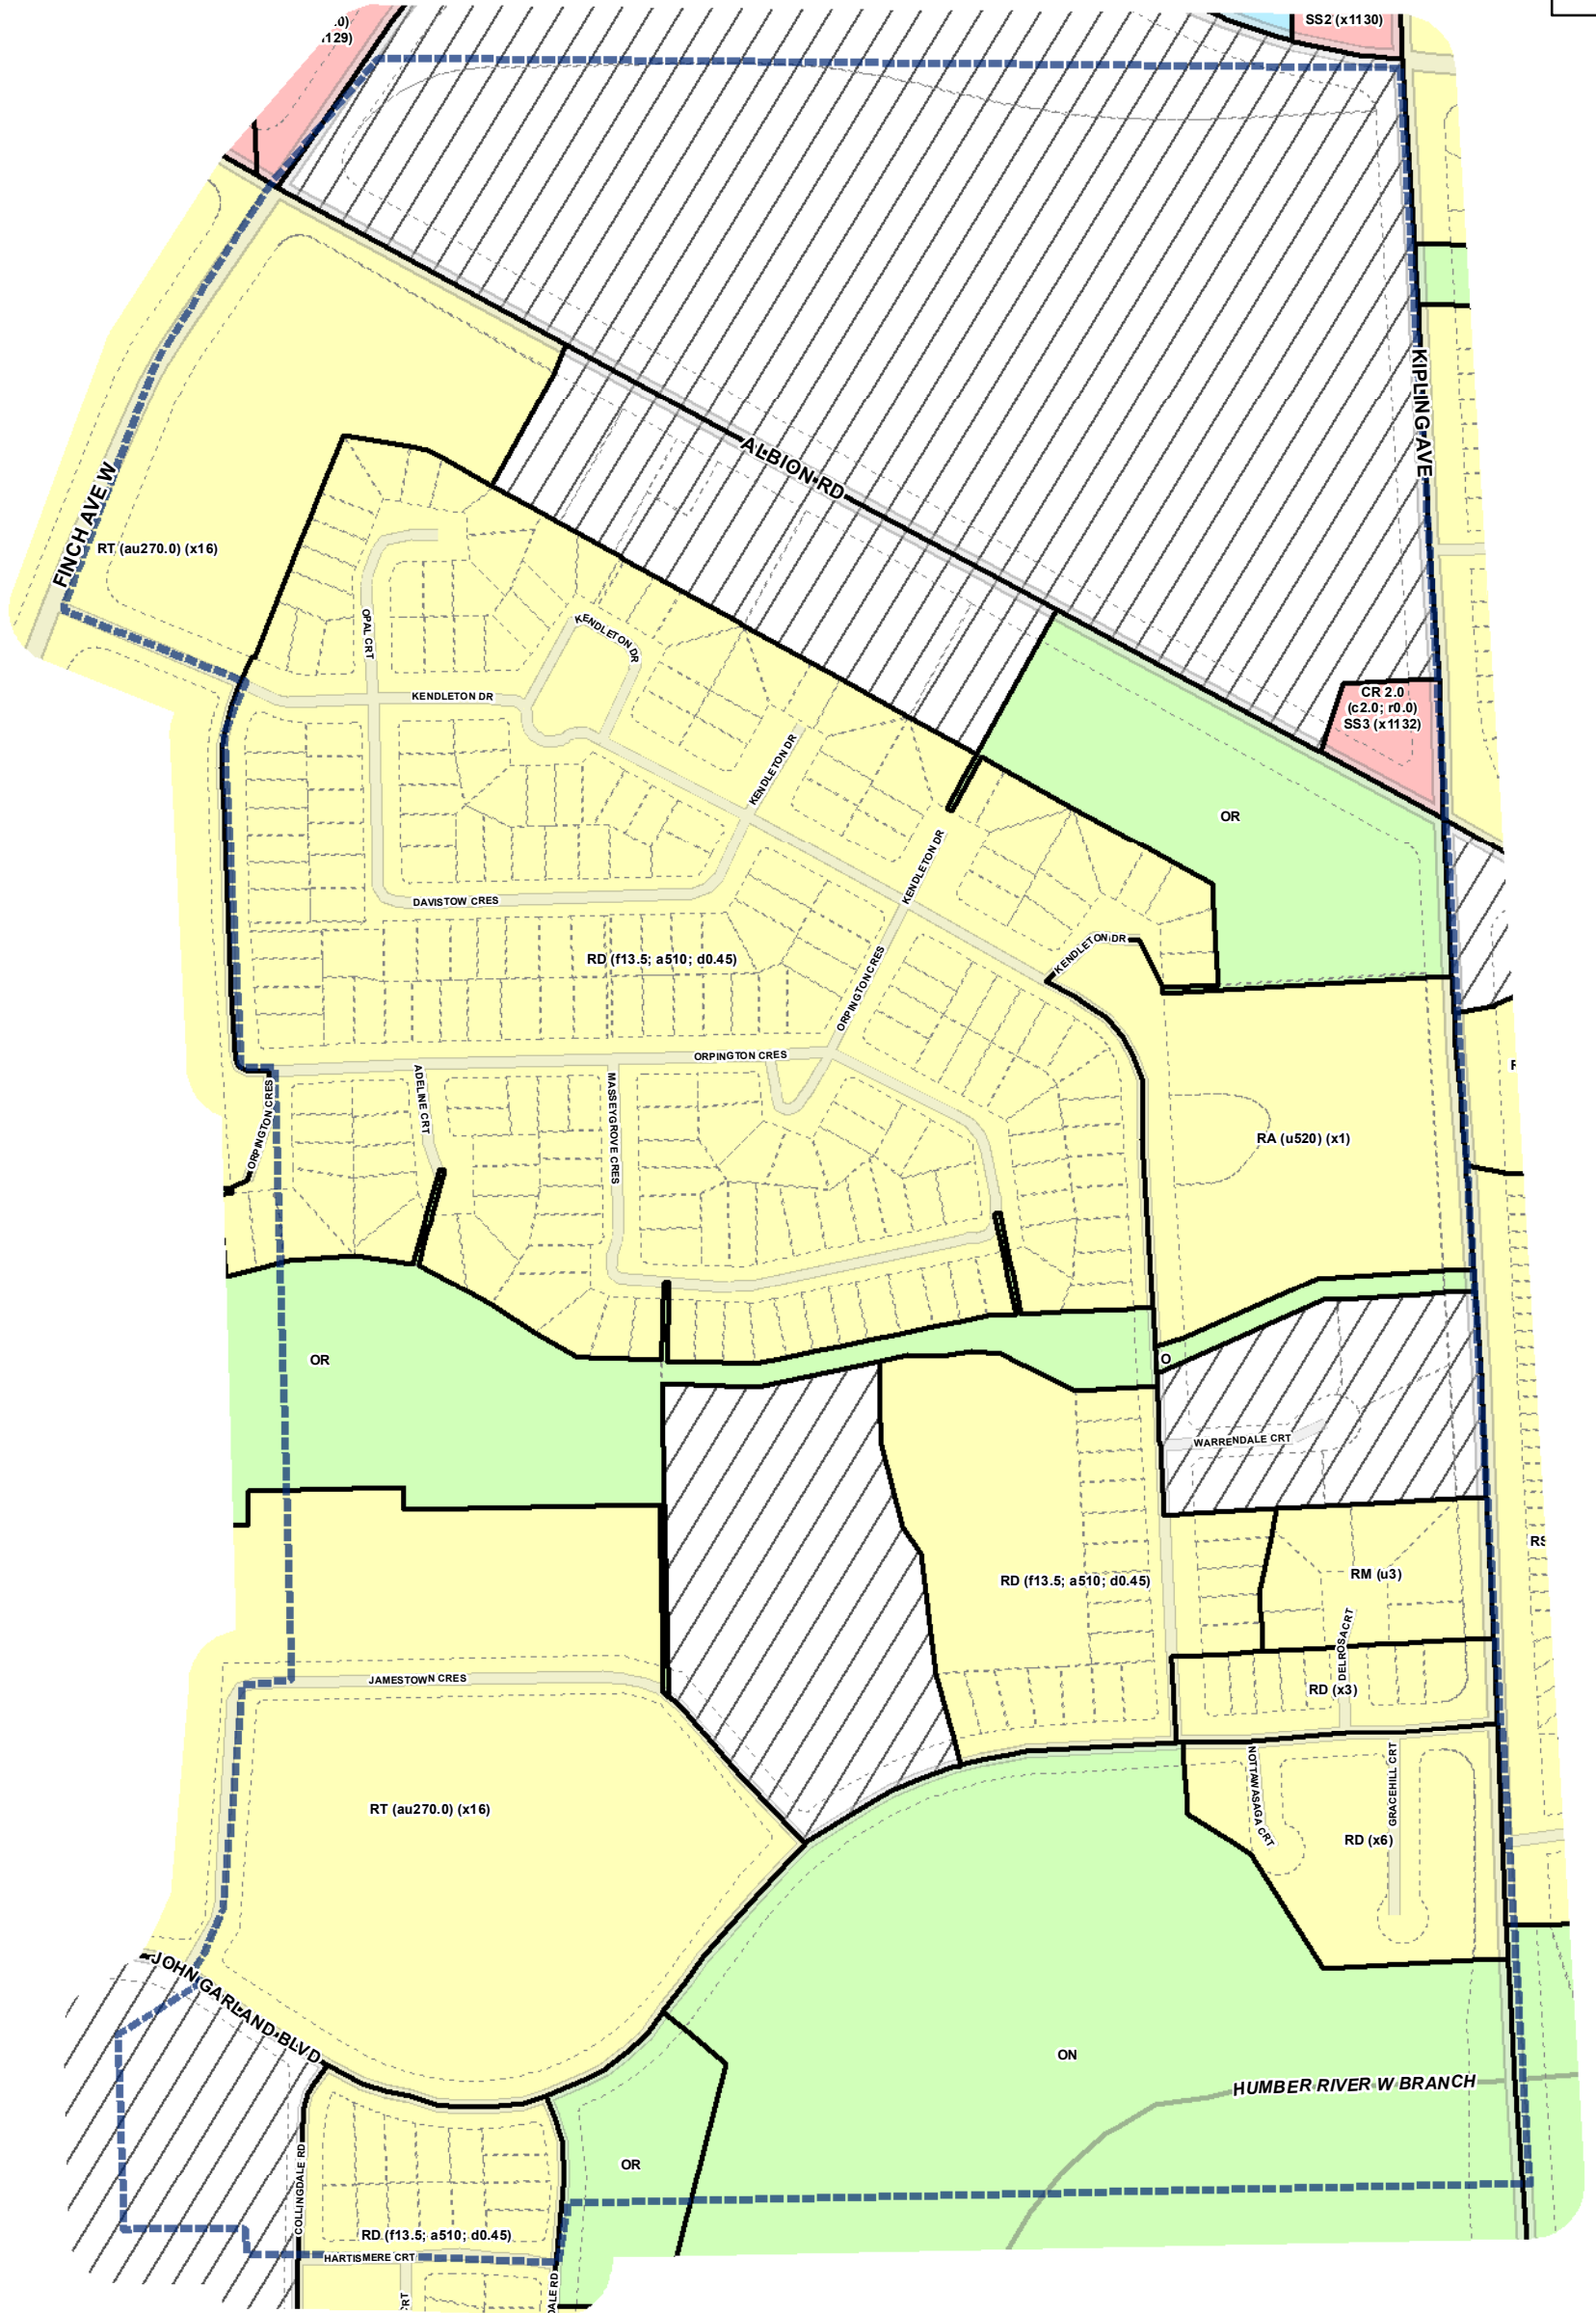 SS2 (x1130)
KIPLING AVE
ALBION RD
FINCH AVE W
RT (au270.0) (x16)
OPAL CRT
KENDLETON DR
KENDLETON DR
CR 2.0
(c2.0; r0.0)
SS3 (x1132)
KENDLETON DR
OR
KENDLETON DR
DAVISTOW CRES
KENDLETON DR
RD (f13.5; a510; d0.45)
ORPINGTON CRES
ORPINGTON CRES
ADELINE CRT
MASSEYGROVE CRES
ORPINGTON CRES
RA (u520) (x1)
OR
O
WARRENDALE CRT
RD (f13.5; a510; d0.45)
RM (u3)
DELROSA CRT
JAMESTOWN CRES
RD (x3)
NOTTAWASAGA CRT
GRACEHILL CRT
RT (au270.0) (x16)
RD (x6)
JOHN GARLAND BLVD
ON
HUMBER RIVER W BRANCH
OR
COLLINGDALE RD
RD (f13.5; a510; d0.45)
HARTISMERE CRT